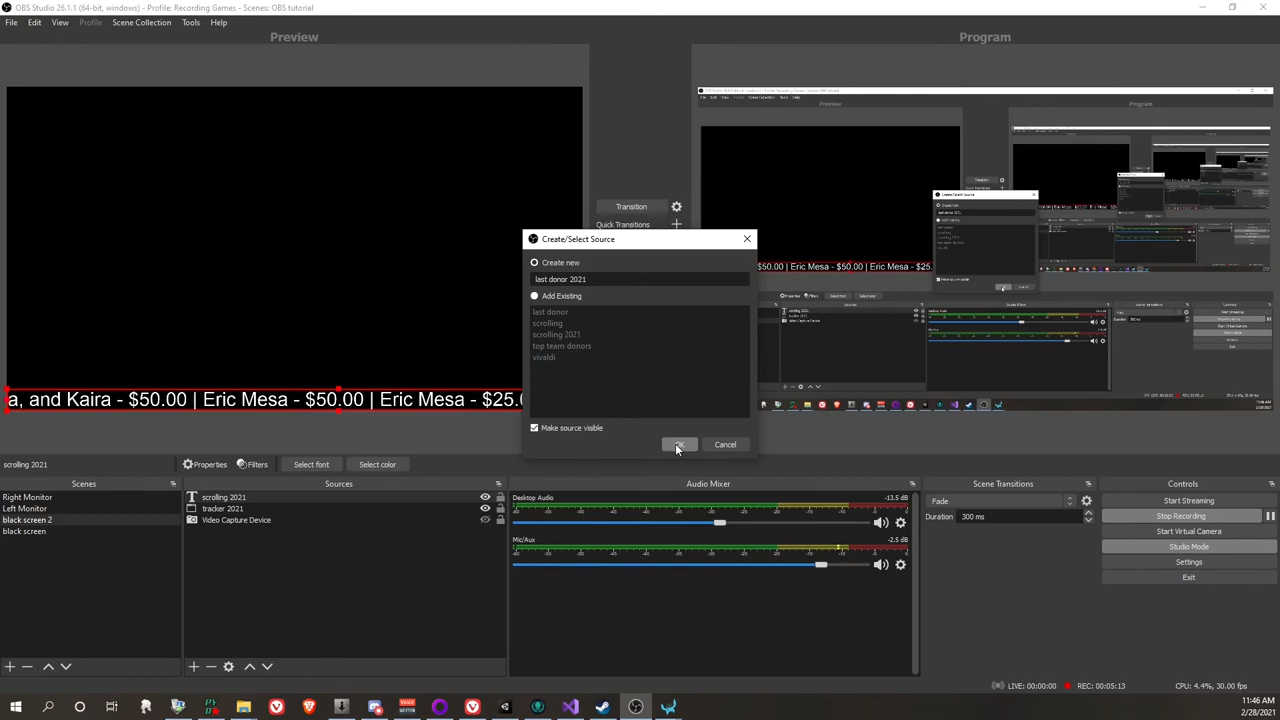 OBS Studio 26.1.1 (64-bit, windows) - Profile: Recording Games - Scenes: OBS tutorial
File Edit View Profile Scene Collection Tools Help
Preview
Program
Transition
Quick Transitions
Create/Select Source
Create new
last donor 2021
Add Existing
last donor
scrolling
scrolling 2021
top team donors
vivaldi
Make source visible
OK Cancel
a, and Kaira - $50.00 | Eric Mesa - $50.00 | Eric Mesa - $25.0
$50.00 | Eric Mesa - $50.00 | Eric Mesa - $25.
scrolling 2021
Properties Filters Select font Select color
Scenes
Right Monitor
Left Monitor
black screen 2
black screen
Sources
scrolling 2021
tracker 2021
Video Capture Device
Audio Mixer
Desktop Audio -13.5 dB
Mic/Aux -2.5 dB
Scene Transitions
Fade
Duration 300 ms
Controls
Start Streaming
Stop Recording
Start Virtual Camera
Studio Mode
Settings
Exit
LIVE: 00:00:00 REC: 00:05:13 CPU: 4.4%, 30.00 fps
11:46 AM
2/28/2021